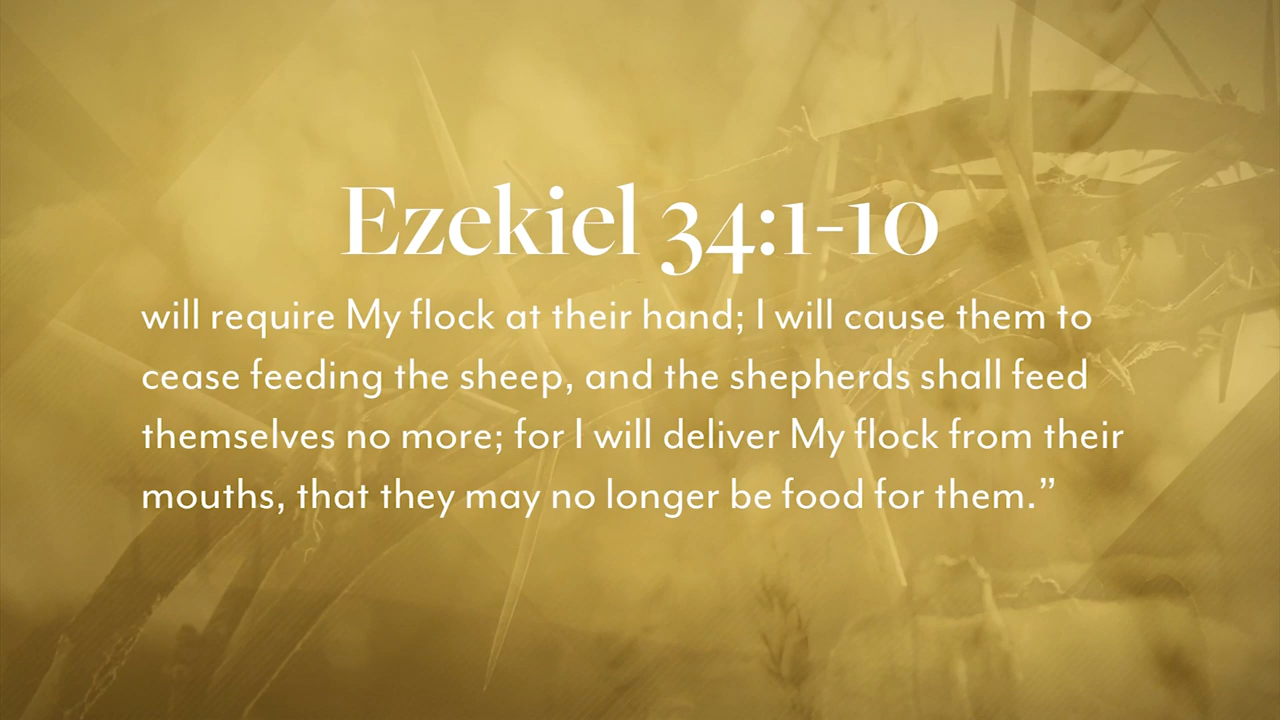 Ezekiel 34:1-10
will require My flock at their hand; I will cause them to
cease feeding the sheep, and the shepherds shall feed
themselves no more; for I will deliver My flock from their
mouths, that they may no longer be food for them.”